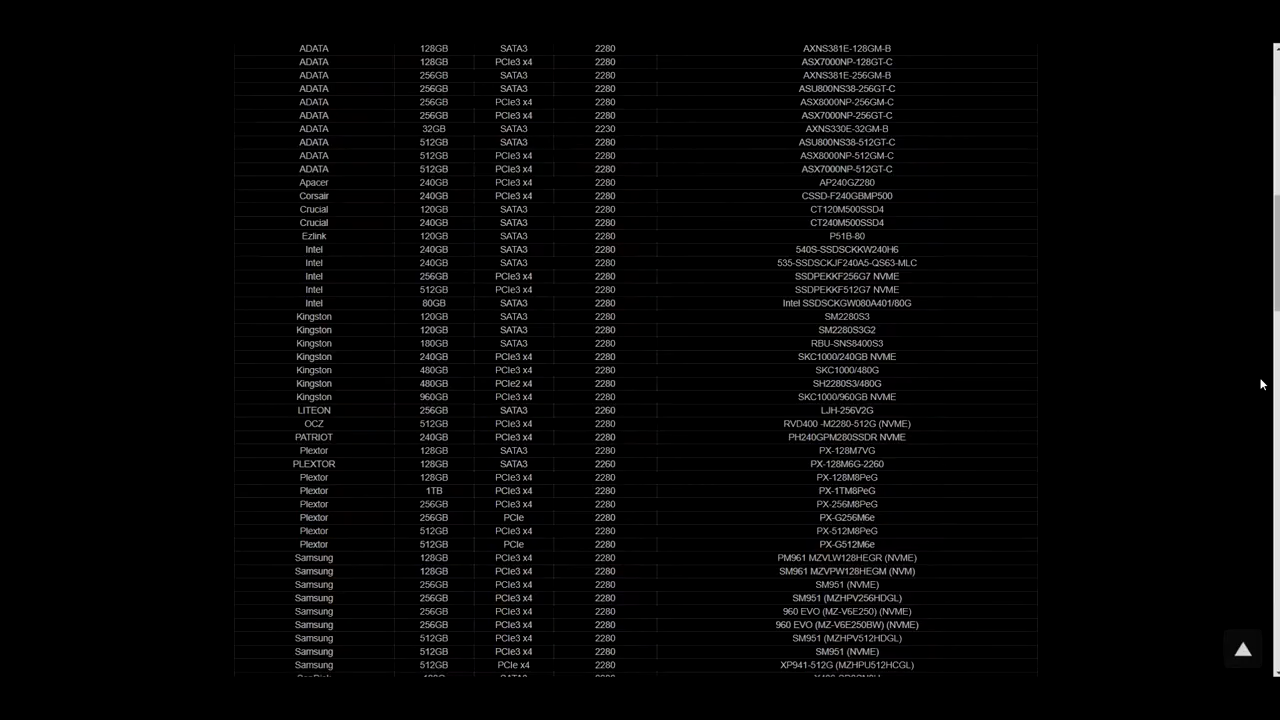 ADATA 128GB SATA3 2280 AXNS381E-128GM-B
ADATA 128GB PCIe3 x4 2280 ASX7000NP-128GT-C
ADATA 256GB SATA3 2280 AXNS381E-256GM-B
ADATA 256GB SATA3 2280 ASU800NS38-256GT-C
ADATA 256GB PCIe3 x4 2280 ASX8000NP-256GM-C
ADATA 256GB PCIe3 x4 2280 ASX7000NP-256GT-C
ADATA 32GB SATA3 2230 AXNS330E-32GM-B
ADATA 512GB SATA3 2280 ASU800NS38-512GT-C
ADATA 512GB PCIe3 x4 2280 ASX8000NP-512GM-C
ADATA 512GB PCIe3 x4 2280 ASX7000NP-512GT-C
Apacer 240GB PCIe3 x4 2280 AP240GZ280
Corsair 240GB PCIe3 x4 2280 CSSD-F240GBMP500
Crucial 120GB SATA3 2280 CT120M500SSD4
Crucial 240GB SATA3 2280 CT240M500SSD4
Ezlink 120GB SATA3 2280 P51B-80
Intel 240GB SATA3 2280 540S-SSDSCKKW240H6
Intel 240GB SATA3 2280 535-SSDSCKJF240A5-QS63-MLC
Intel 256GB PCIe3 x4 2280 SSDPEKKF256G7 NVME
Intel 512GB PCIe3 x4 2280 SSDPEKKF512G7 NVME
Intel 80GB SATA3 2280 Intel SSDSCKGW080A401/80G
Kingston 120GB SATA3 2280 SM2280S3
Kingston 120GB SATA3 2280 SM2280S3G2
Kingston 180GB SATA3 2280 RBU-SNS8400S3
Kingston 240GB PCIe3 x4 2280 SKC1000/240GB NVME
Kingston 480GB PCIe3 x4 2280 SKC1000/480G
Kingston 480GB PCIe2 x4 2280 SH2280S3/480G
Kingston 960GB PCIe3 x4 2280 SKC1000/960GB NVME
LITEON 256GB SATA3 2260 LJH-256V2G
OCZ 512GB PCIe3 x4 2280 RVD400 -M2280-512G (NVME)
PATRIOT 240GB PCIe3 x4 2280 PH240GPM280SSDR NVME
Plextor 128GB SATA3 2280 PX-128M7VG
PLEXTOR 128GB SATA3 2260 PX-128M6G-2260
Plextor 128GB PCIe3 x4 2280 PX-128M8PeG
Plextor 1TB PCIe3 x4 2280 PX-1TM8PeG
Plextor 256GB PCIe3 x4 2280 PX-256M8PeG
Plextor 256GB PCIe 2280 PX-G256M6e
Plextor 512GB PCIe3 x4 2280 PX-512M8PeG
Plextor 512GB PCIe 2280 PX-G512M6e
Samsung 128GB PCIe3 x4 2280 PM961 MZVLW128HEGR (NVME)
Samsung 128GB PCIe3 x4 2280 SM961 MZVPW128HEGM (NVM)
Samsung 256GB PCIe3 x4 2280 SM951 (NVME)
Samsung 256GB PCIe3 x4 2280 SM951 (MZHPV256HDGL)
Samsung 256GB PCIe3 x4 2280 960 EVO (MZ-V6E250) (NVME)
Samsung 256GB PCIe3 x4 2280 960 EVO (MZ-V6E250BW) (NVME)
Samsung 512GB PCIe3 x4 2280 SM951 (MZHPV512HDGL)
Samsung 512GB PCIe3 x4 2280 SM951 (NVME)
Samsung 512GB PCIe x4 2280 XP941-512G (MZHPU512HCGL)